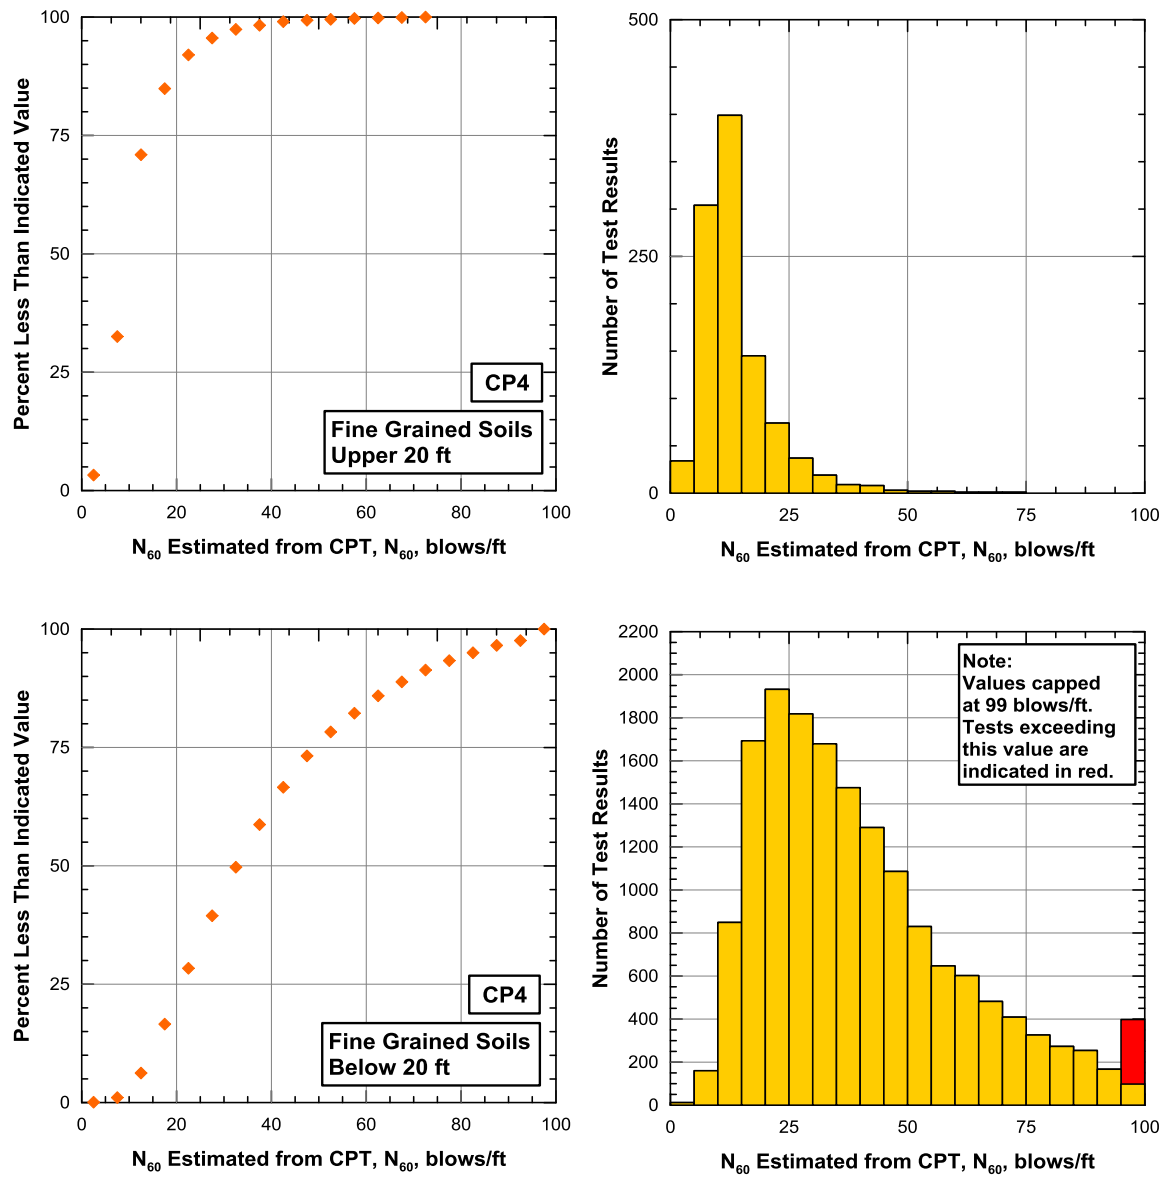 100
75
50
25
0
0 20 40 60 80 100
Percent Less Than Indicated Value
N60 Estimated from CPT, N60, blows/ft
CP4
Fine Grained Soils
Upper 20 ft
500
250
0
0 25 50 75 100
Number of Test Results
N60 Estimated from CPT, N60, blows/ft
100
75
50
25
0
0 20 40 60 80 100
Percent Less Than Indicated Value
N60 Estimated from CPT, N60, blows/ft
CP4
Fine Grained Soils
Below 20 ft
2200
2000
1800
1600
1400
1200
1000
800
600
400
200
0
0 25 50 75 100
Number of Test Results
N60 Estimated from CPT, N60, blows/ft
Note:
Values capped
at 99 blows/ft.
Tests exceeding
this value are
indicated in red.